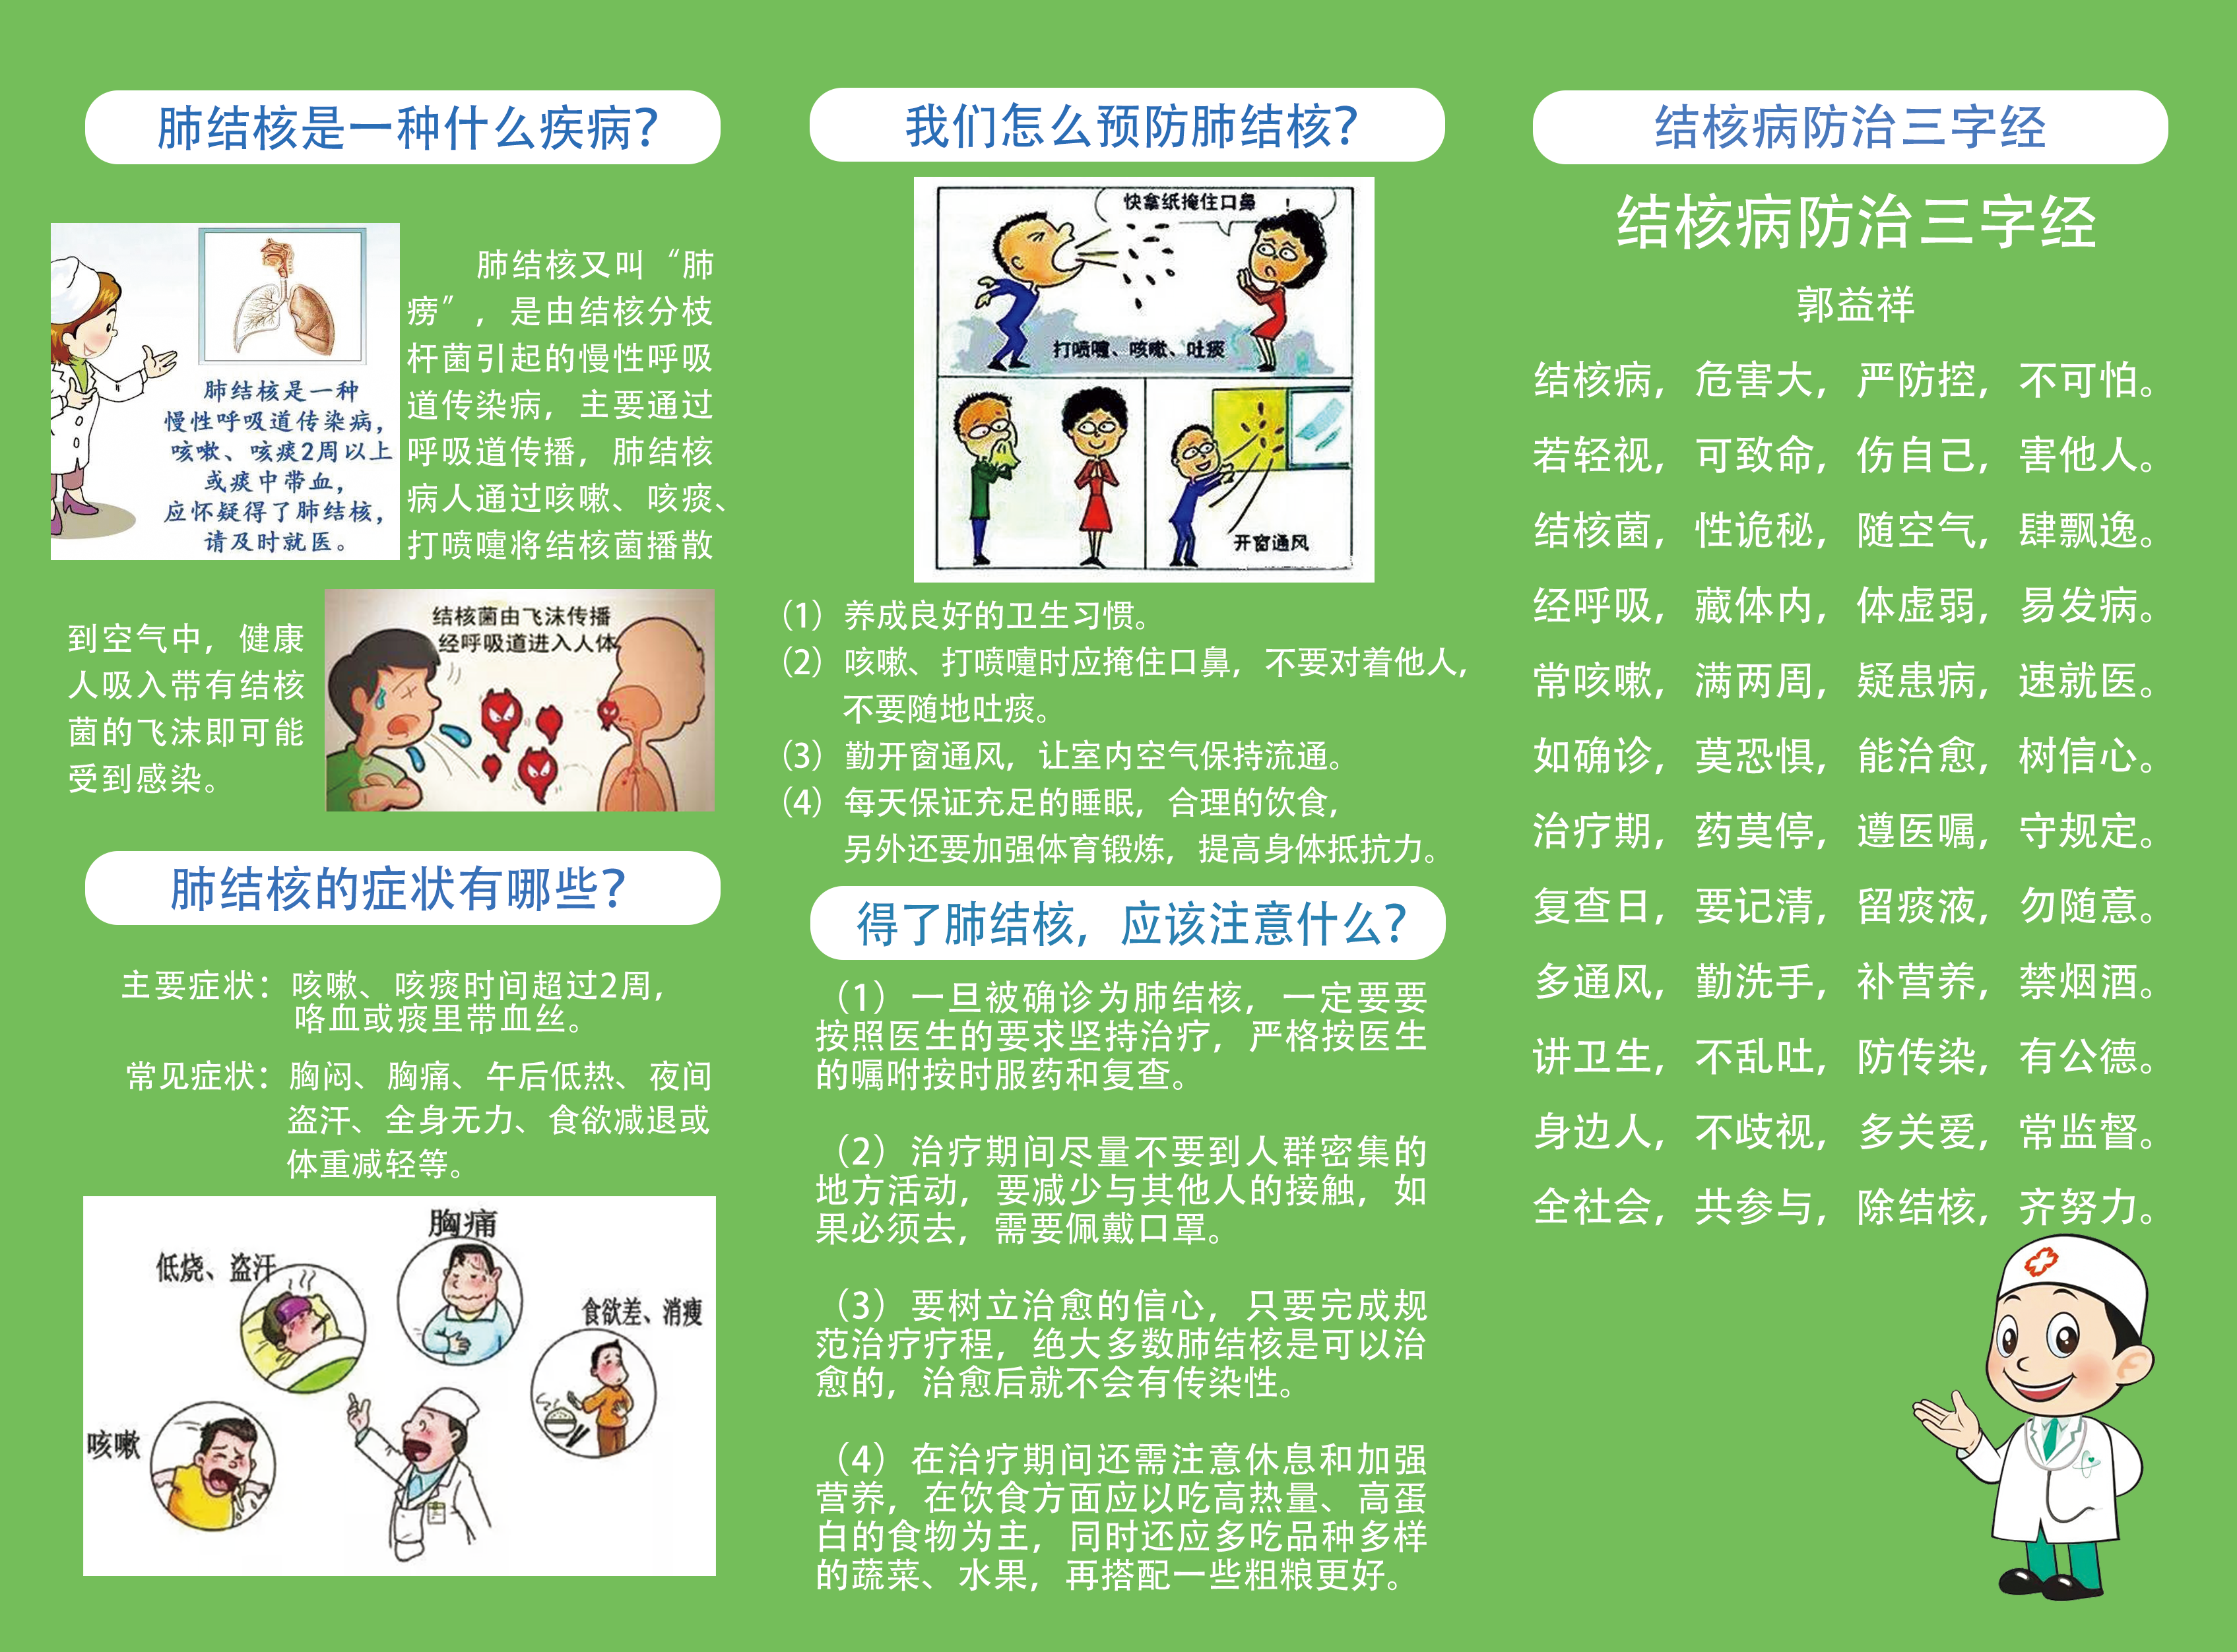 肺结核是一种什么疾病？
肺结核是一种
慢性呼吸道传染病，
咳嗽、咳痰2周以上
或痰中带血，
应怀疑得了肺结核，
请及时就医。
肺结核又叫“肺
痨”，是由结核分枝
杆菌引起的慢性呼吸
道传染病，主要通过
呼吸道传播，肺结核
病人通过咳嗽、咳痰、
打喷嚏将结核菌播散
到空气中，健康
人吸入带有结核
菌的飞沫即可能
受到感染。
结核菌由飞沫传播
经呼吸道进入人体
肺结核的症状有哪些？
主要症状：咳嗽、咳痰时间超过2周，
咯血或痰里带血丝。
常见症状：胸闷、胸痛、午后低热、夜间
盗汗、全身无力、食欲减退或
体重减轻等。
胸痛
低烧、盗汗
食欲差、消瘦
咳嗽
我们怎么预防肺结核？
快拿纸掩住口鼻！
打喷嚏、咳嗽、吐痰
开窗通风
（1）养成良好的卫生习惯。
（2）咳嗽、打喷嚏时应掩住口鼻，不要对着他人，
不要随地吐痰。
（3）勤开窗通风，让室内空气保持流通。
（4）每天保证充足的睡眠，合理的饮食，
另外还要加强体育锻炼，提高身体抵抗力。
得了肺结核，应该注意什么？
（1）一旦被确诊为肺结核，一定要要
按照医生的要求坚持治疗，严格按医生
的嘱咐按时服药和复查。
（2）治疗期间尽量不要到人群密集的
地方活动，要减少与其他人的接触，如
果必须去，需要佩戴口罩。
（3）要树立治愈的信心，只要完成规
范治疗疗程，绝大多数肺结核是可以治
愈的，治愈后就不会有传染性。
（4）在治疗期间还需注意休息和加强
营养，在饮食方面应以吃高热量、高蛋
白的食物为主，同时还应多吃品种多样
的蔬菜、水果，再搭配一些粗粮更好。
结核病防治三字经
结核病防治三字经
郭益祥
结核病，危害大，严防控，不可怕。
若轻视，可致命，伤自己，害他人。
结核菌，性诡秘，随空气，肆飘逸。
经呼吸，藏体内，体虚弱，易发病。
常咳嗽，满两周，疑患病，速就医。
如确诊，莫恐惧，能治愈，树信心。
治疗期，药莫停，遵医嘱，守规定。
复查日，要记清，留痰液，勿随意。
多通风，勤洗手，补营养，禁烟酒。
讲卫生，不乱吐，防传染，有公德。
身边人，不歧视，多关爱，常监督。
全社会，共参与，除结核，齐努力。